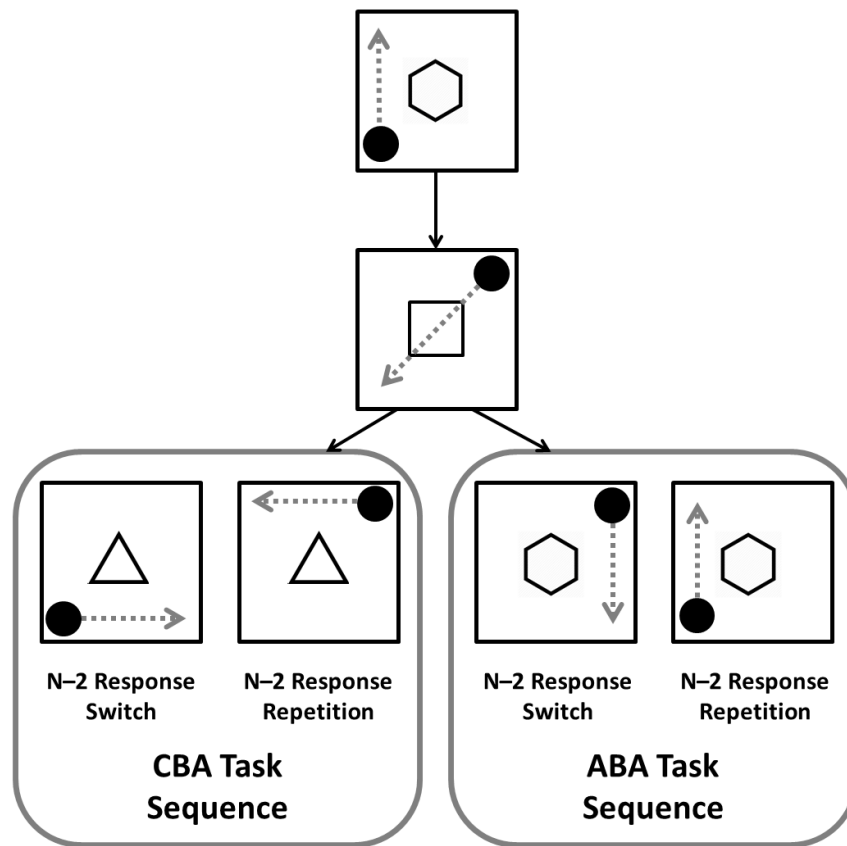 N–2 Response
Switch
N–2 Response
Repetition
CBA Task
Sequence
N–2 Response
Switch
N–2 Response
Repetition
ABA Task
Sequence